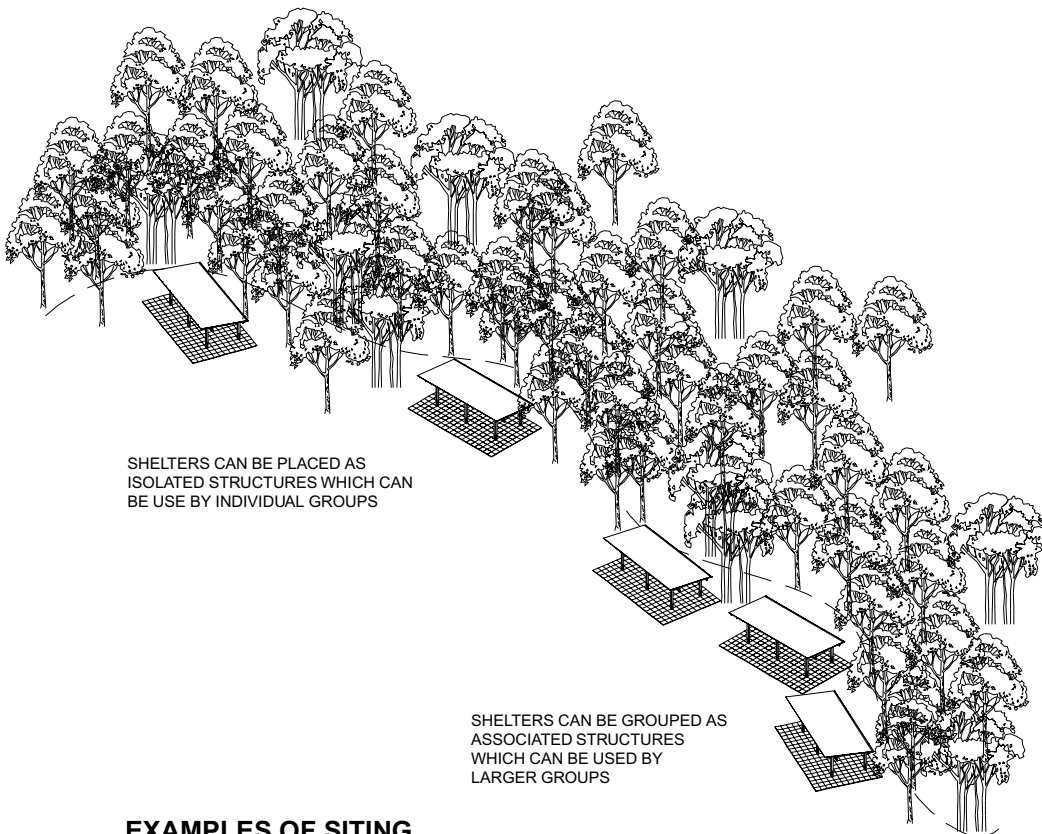 SHELTERS CAN BE PLACED AS
ISOLATED STRUCTURES WHICH CAN
BE USE BY INDIVIDUAL GROUPS
SHELTERS CAN BE GROUPED AS
ASSOCIATED STRUCTURES
WHICH CAN BE USED BY
LARGER GROUPS
EXAMPLES OF SITING